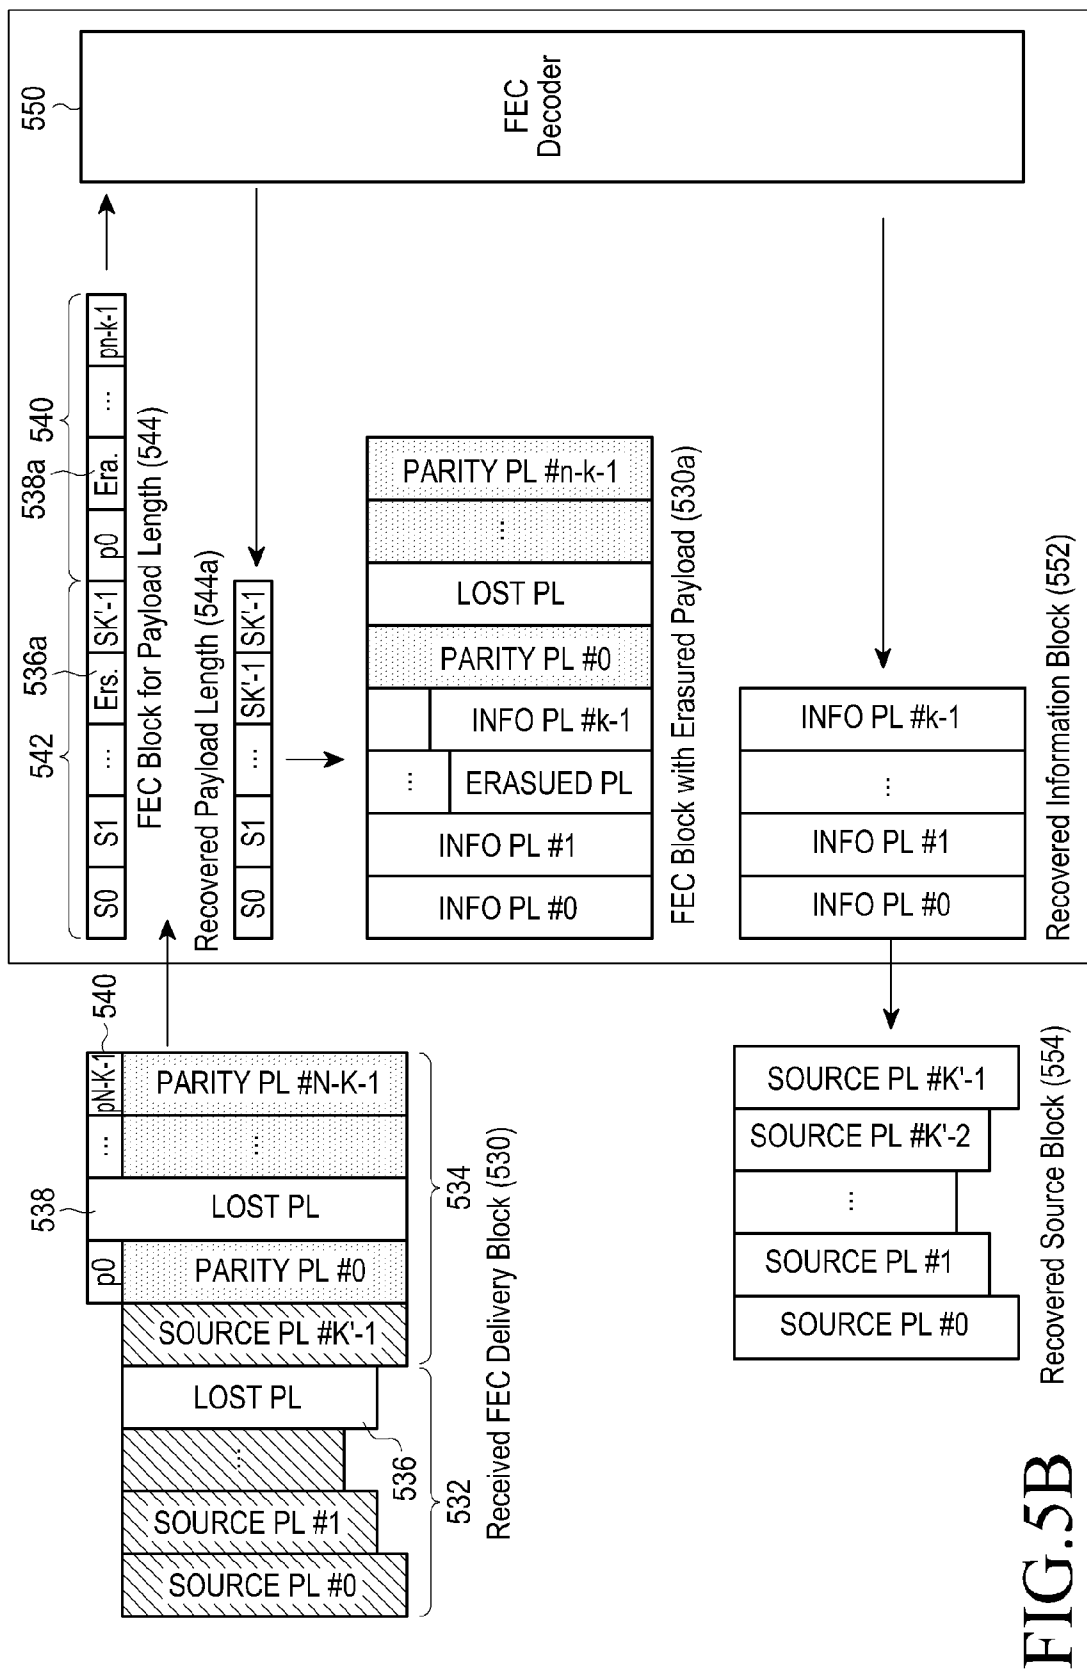 538
540
p0
...
pN-K-1
SOURCE PL #0
SOURCE PL #1
...
LOST PL
SOURCE PL #K'-1
PARITY PL #0
LOST PL
...
PARITY PL #N-K-1
536
532
534
Received FEC Delivery Block (530)
542
536a
538a
540
S0
S1
...
Ers.
SK'-1
p0
Era.
...
pn-k-1
FEC Block for Payload Length (544)
Recovered Payload Length (544a)
S0
S1
...
SK'-1
SK'-1
INFO PL #0
INFO PL #1
...
ERASUED PL
INFO PL #k-1
PARITY PL #0
LOST PL
...
PARITY PL #n-k-1
FEC Block with Erasured Payload (530a)
550
FEC
Decoder
INFO PL #0
INFO PL #1
...
INFO PL #k-1
Recovered Information Block (552)
SOURCE PL #0
SOURCE PL #1
...
SOURCE PL #K'-2
SOURCE PL #K'-1
Recovered Source Block (554)
FIG.5B